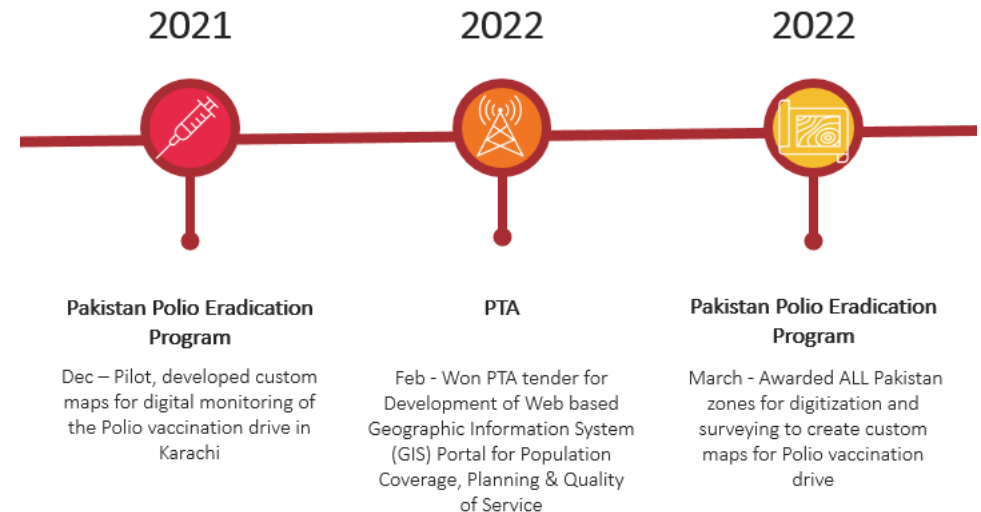 2021
Pakistan Polio Eradication
Program
Dec – Pilot, developed custom
maps for digital monitoring of
the Polio vaccination drive in
Karachi
2022
PTA
Feb - Won PTA tender for
Development of Web based
Geographic Information System
(GIS) Portal for Population
Coverage, Planning & Quality
of Service
2022
Pakistan Polio Eradication
Program
March - Awarded ALL Pakistan
zones for digitization and
surveying to create custom
maps for Polio vaccination
drive